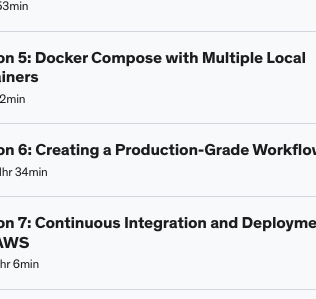 53min
on 5: Docker Compose with Multiple Local
ainers
2min
on 6: Creating a Production-Grade Workflow
1hr 34min
on 7: Continuous Integration and Deployme
AWS
hr 6min